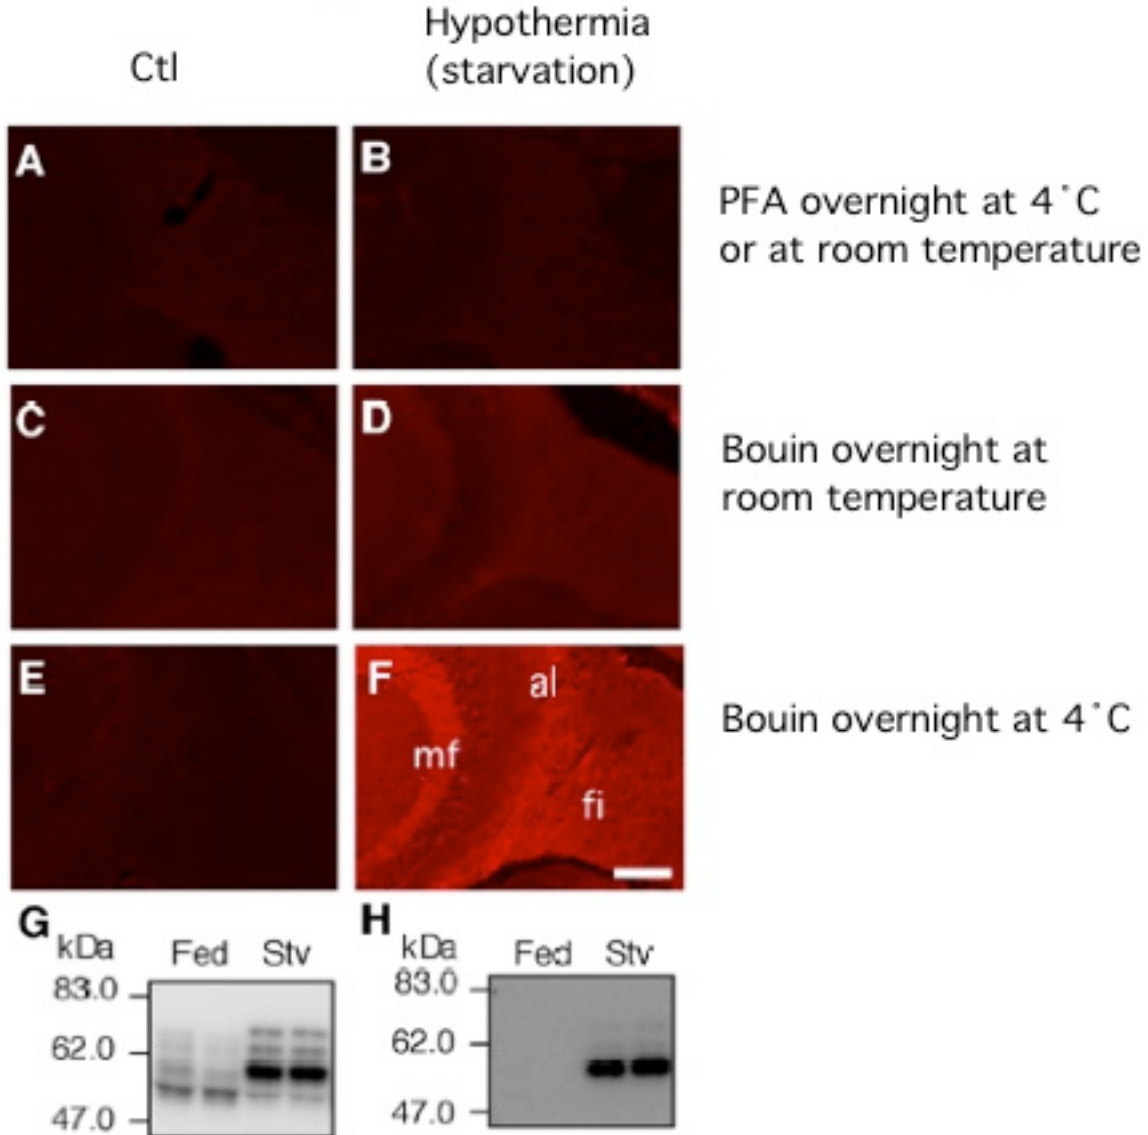 Ctl
Hypothermia
(starvation)
A
B
PFA overnight at 4˚C
or at room temperature
C
D
Bouin overnight at
room temperature
E
F
al
mf
fi
Bouin overnight at 4˚C
G
kDa
Fed
Stv
83.0
62.0
47.0
H
kDa
Fed
Stv
83.0
62.0
47.0